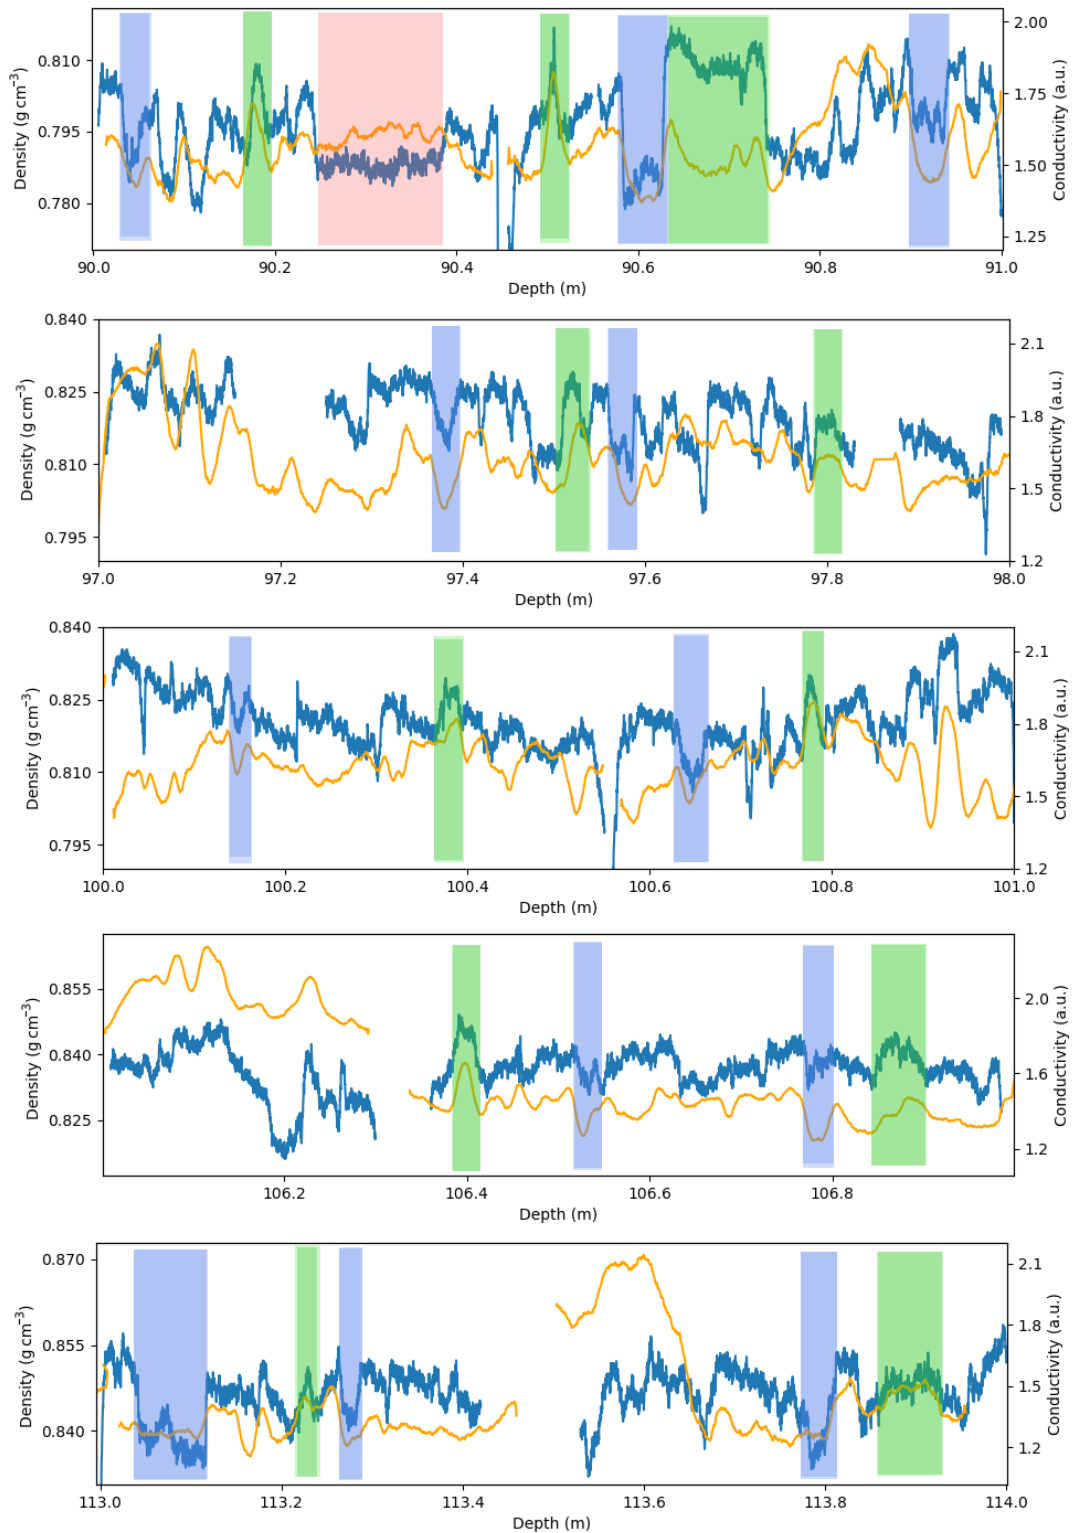 2.00
0.810
1.75
0.795
1.50
0.780
1.25
Density (g cm⁻³)
Conductivity (a.u.)
90.0 90.2 90.4 90.6 90.8 91.0
Depth (m)
0.840
2.1
0.825
1.8
0.810
1.5
0.795
1.2
Density (g cm⁻³)
Conductivity (a.u.)
97.0 97.2 97.4 97.6 97.8 98.0
Depth (m)
0.840
2.1
0.825
1.8
0.810
1.5
0.795
1.2
Density (g cm⁻³)
Conductivity (a.u.)
100.0 100.2 100.4 100.6 100.8 101.0
Depth (m)
0.855
2.0
0.840
1.6
0.825
1.2
Density (g cm⁻³)
Conductivity (a.u.)
106.2 106.4 106.6 106.8
Depth (m)
0.870
2.1
1.8
0.855
1.5
0.840
1.2
Density (g cm⁻³)
Conductivity (a.u.)
113.0 113.2 113.4 113.6 113.8 114.0
Depth (m)